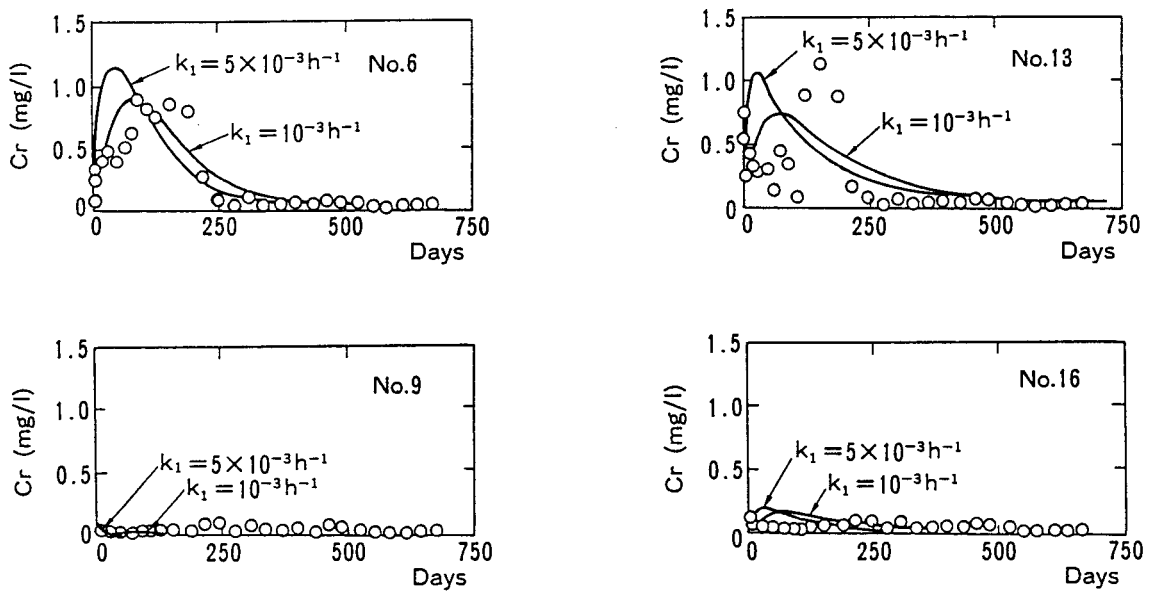 1.5
k₁ = 5×10⁻³h⁻¹
No.6
1.0
Cr (mg/l)
k₁ = 10⁻³h⁻¹
0.5
0
0 250 500 750
Days
1.5
k₁ = 5×10⁻³h⁻¹
No.13
1.0
Cr (mg/l)
k₁ = 10⁻³h⁻¹
0.5
0
0 250 500 750
Days
1.5
No.9
1.0
Cr (mg/l)
k₁ = 5×10⁻³h⁻¹
0.5
k₁ = 10⁻³h⁻¹
0
0 250 500 750
Days
1.5
No.16
1.0
Cr (mg/l)
k₁ = 5×10⁻³h⁻¹
0.5
k₁ = 10⁻³h⁻¹
0
0 250 500 750
Days